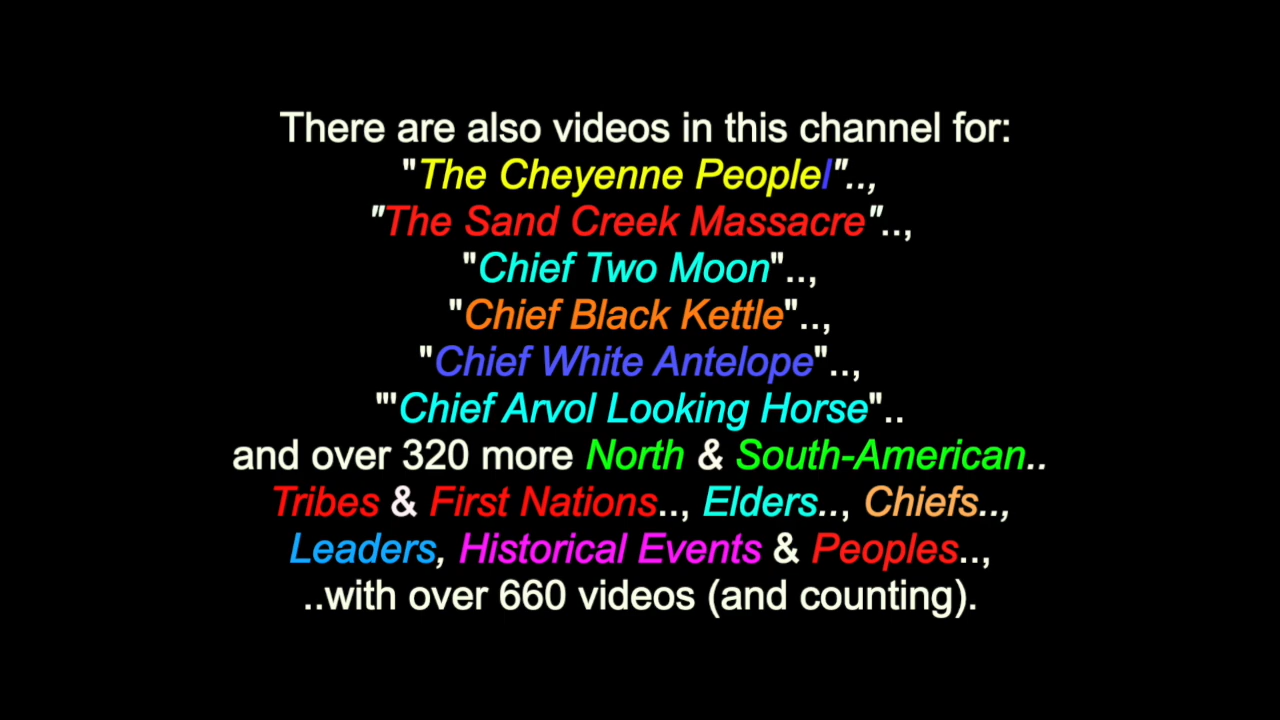 There are also videos in this channel for:
"The Cheyenne Peoplel"..,
"The Sand Creek Massacre"..,
"Chief Two Moon"..,
"Chief Black Kettle"..,
"Chief White Antelope"..,
"'Chief Arvol Looking Horse"..
and over 320 more North & South-American..
Tribes & First Nations.., Elders.., Chiefs..,
Leaders, Historical Events & Peoples..,
..with over 660 videos (and counting).